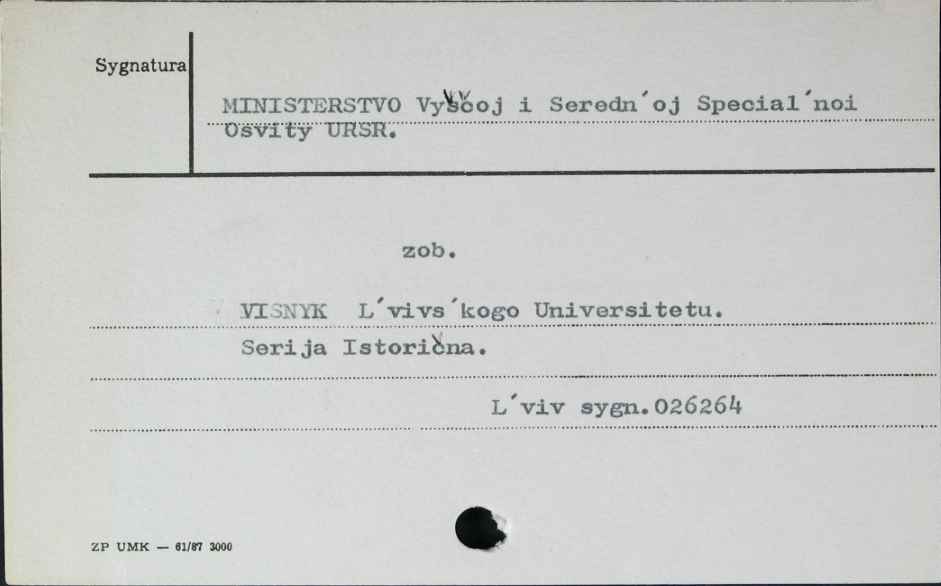 Sygnatura
MINISTERSTVO Vyščoj i Seredn´oj Special´noi
Osvity URSR.
zob.
VISNYK L´vivs´kogo Universitetu.
Serija Istorična.
L´viv sygn.026264
ZP UMK — 61/87 3000